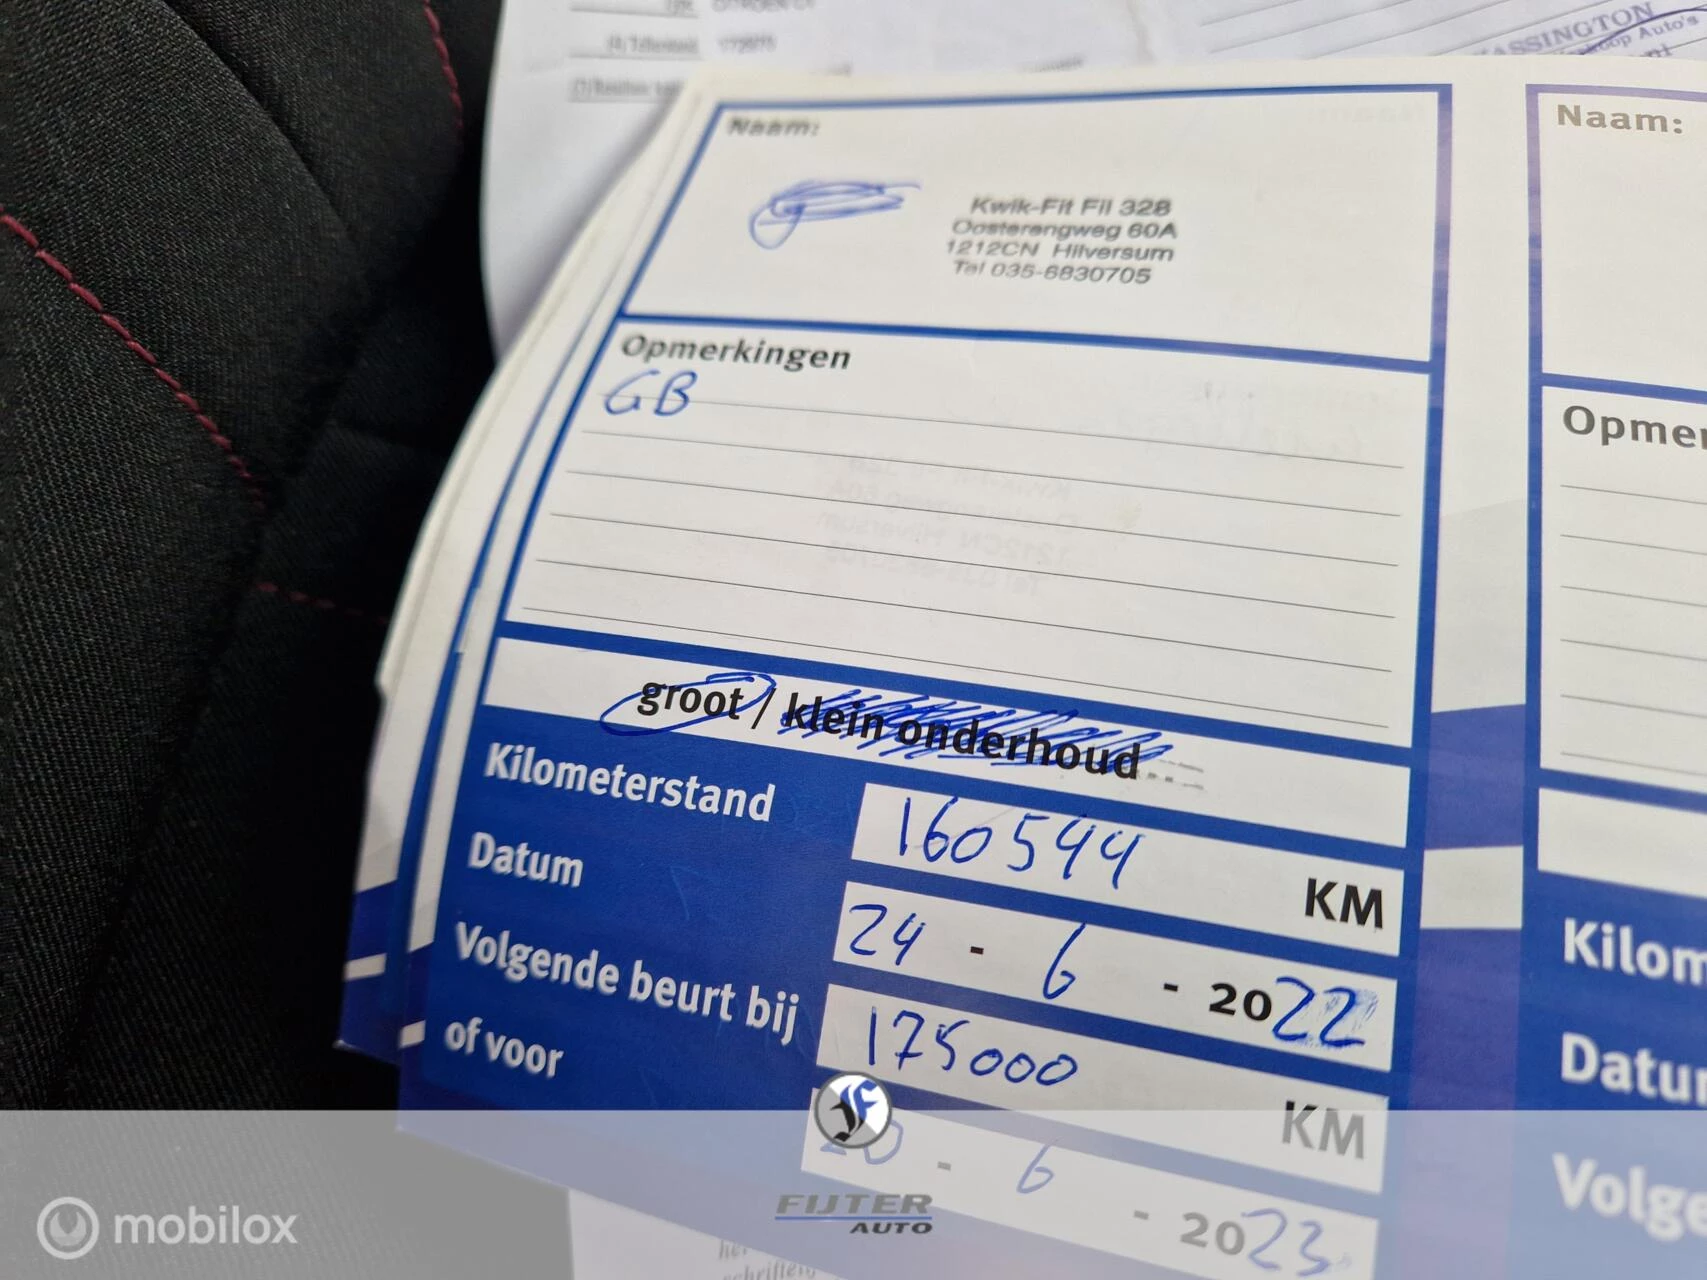 WASSINGTON
Naam:
Kwik-Fit Fil 328
Oosterengweg 60A
1212CN Hilversum
Tel 035-6830705
Opmerkingen
GB
groot / klein onderhoud
Kilometerstand 160544 KM
Datum 24 - 6 - 2022
Volgende beurt bij 175000 KM
of voor - 6 - 2023
Naam:
Opmer
Kilom
Datu
Volge
mobilox
FIJTER
AUTO